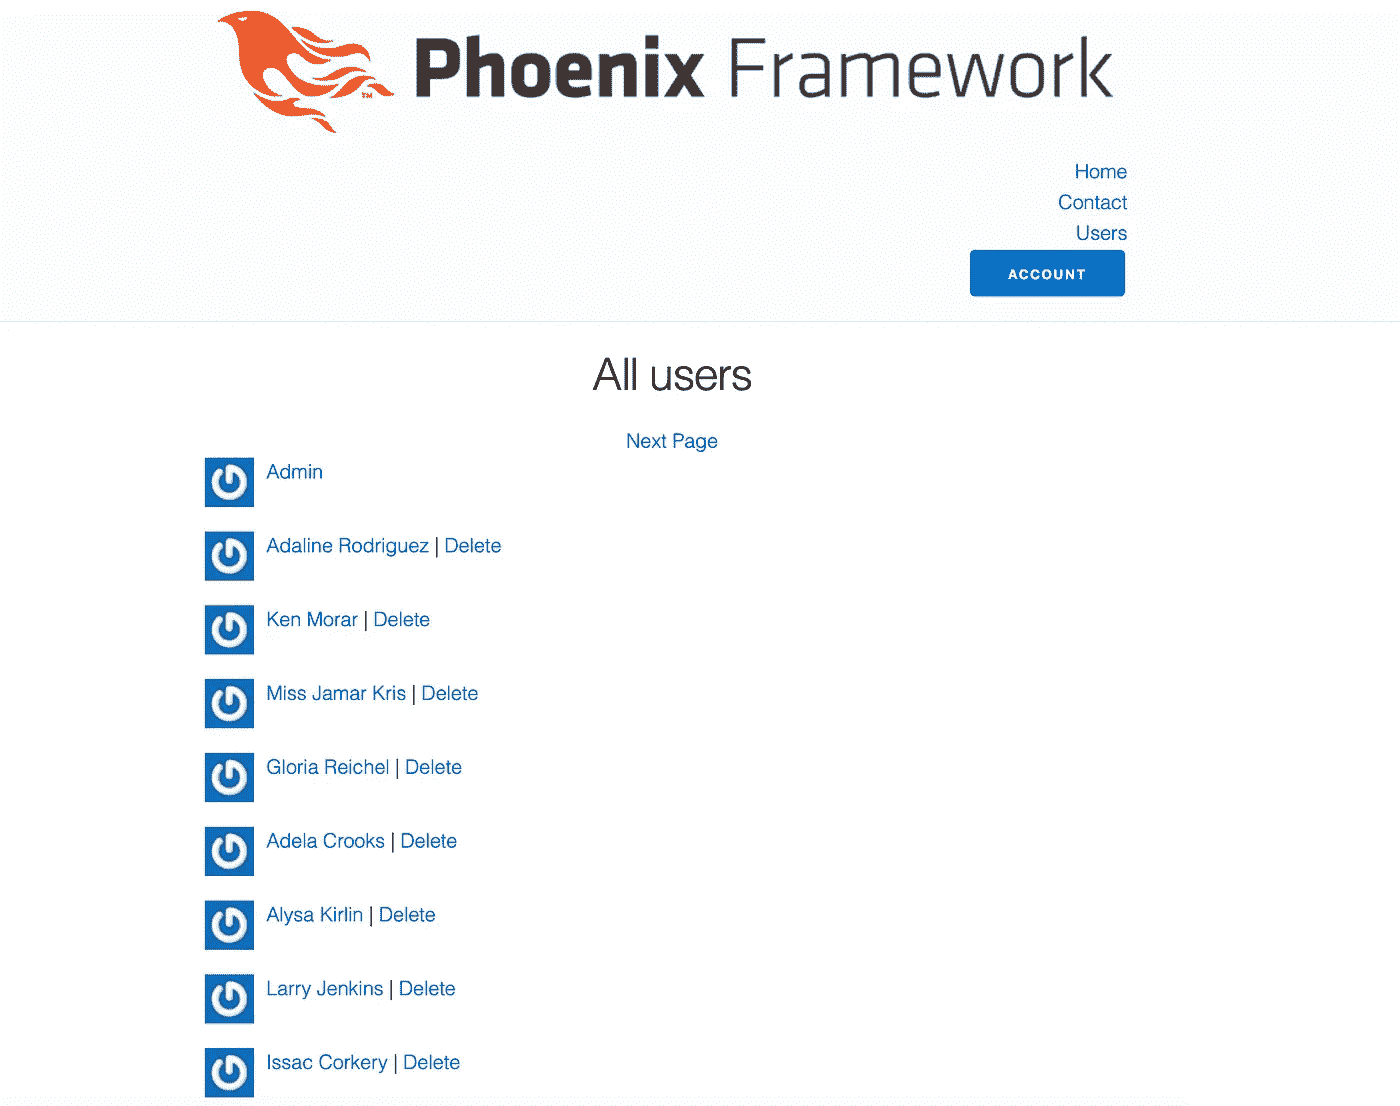 Phoenix Framework
TM
Home
Contact
Users
ACCOUNT
All users
Next Page
Admin
Adaline Rodriguez | Delete
Ken Morar | Delete
Miss Jamar Kris | Delete
Gloria Reichel | Delete
Adela Crooks | Delete
Alysa Kirlin | Delete
Larry Jenkins | Delete
Issac Corkery | Delete